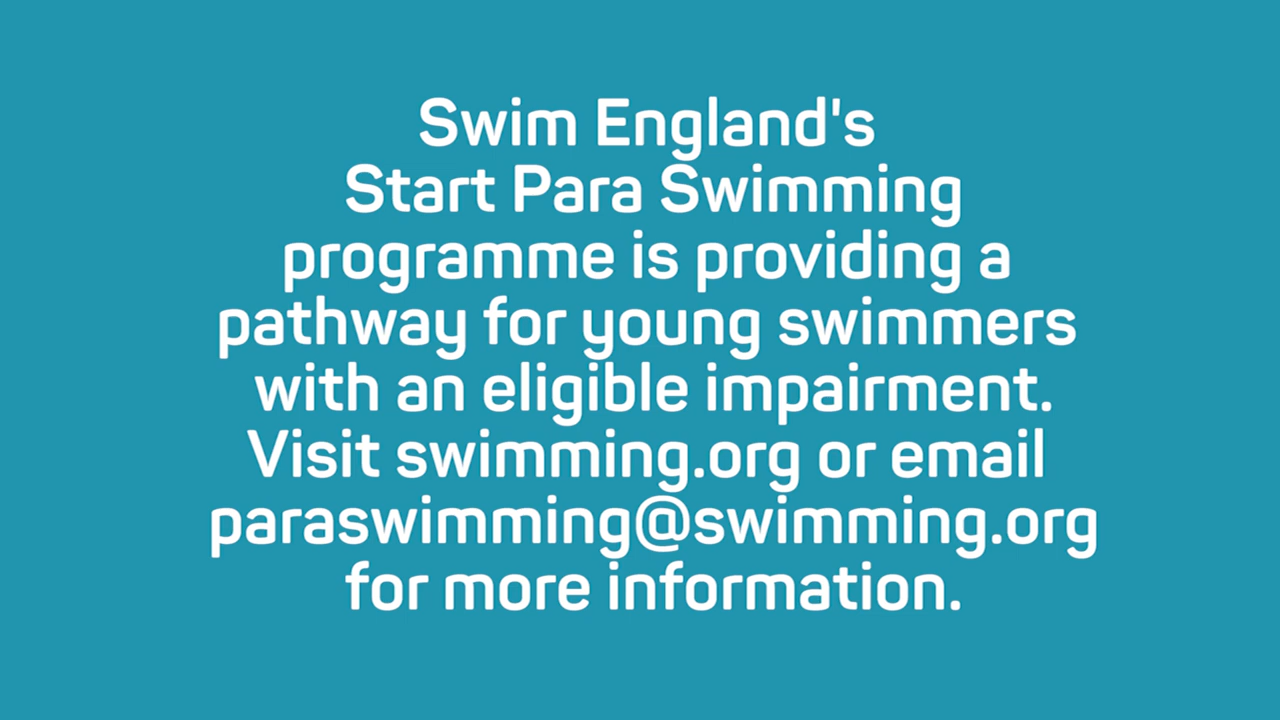 Swim England's
Start Para Swimming
programme is providing a
pathway for young swimmers
with an eligible impairment.
Visit swimming.org or email
paraswimming@swimming.org
for more information.